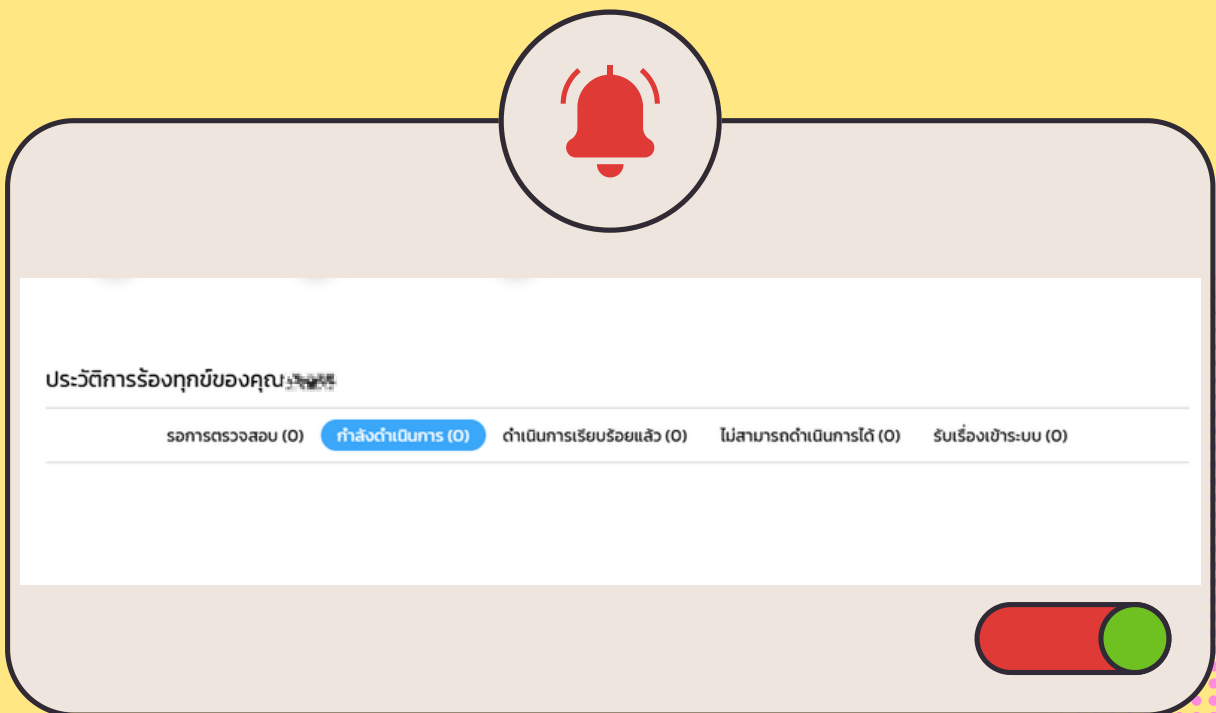 ประวัติการร้องทุกข์ของคุณ
รอการตรวจสอบ (0) กำลังดำเนินการ (0) ดำเนินการเรียบร้อยแล้ว (0) ไม่สามารถดำเนินการได้ (0) รับเรื่องเข้าระบบ (0)